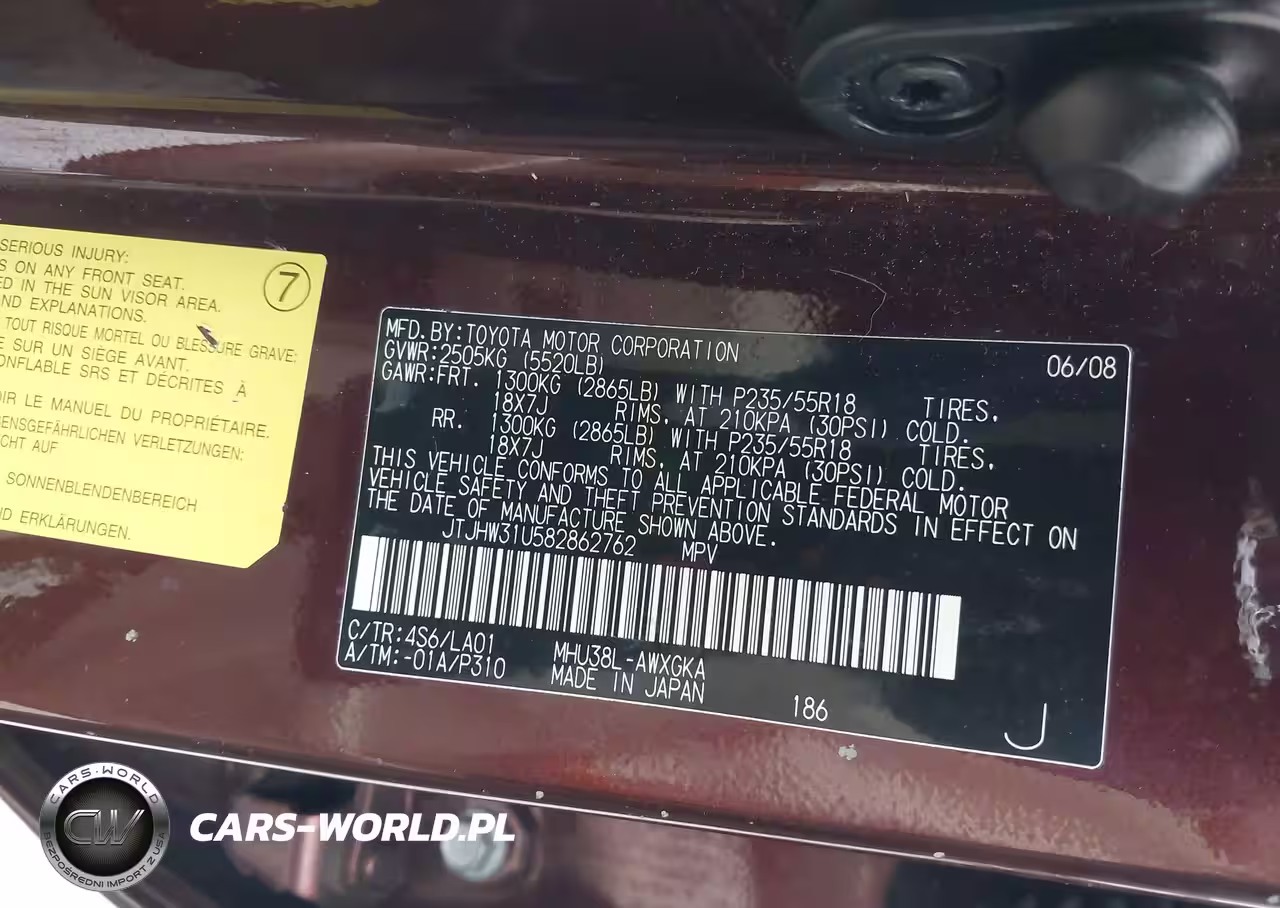 SERIOUS INJURY:
S ON ANY FRONT SEAT.
ED IN THE SUN VISOR AREA.
ND EXPLANATIONS.
TOUT RISQUE MORTEL OU BLESSURE GRAVE:
E SUR UN SIÈGE AVANT.
ONFLABLE SRS ET DÉCRITES À
IR LE MANUEL DU PROPRIÉTAIRE.
ENSGEFÄHRLICHEN VERLETZUNGEN:
CHT AUF
SONNENBLENDENBEREICH
D ERKLÄRUNGEN.
7
MFD. BY: TOYOTA MOTOR CORPORATION 06/08
GVWR: 2505KG (5520LB)
GAWR: FRT. 1300KG (2865LB) WITH P235/55R18 TIRES,
18X7J RIMS, AT 210KPA (30PSI) COLD.
RR. 1300KG (2865LB) WITH P235/55R18 TIRES,
18X7J RIMS, AT 210KPA (30PSI) COLD.
THIS VEHICLE CONFORMS TO ALL APPLICABLE FEDERAL MOTOR
VEHICLE SAFETY AND THEFT PREVENTION STANDARDS IN EFFECT ON
THE DATE OF MANUFACTURE SHOWN ABOVE.
JTJHW31U582862762 MPV
C/TR: 4S6/LA01 MHU38L-AWXGKA
A/TM: -01A/P310 MADE IN JAPAN
186
J
CARS-WORLD
CW
BEZPOŚREDNI IMPORT Z USA
CARS-WORLD.PL